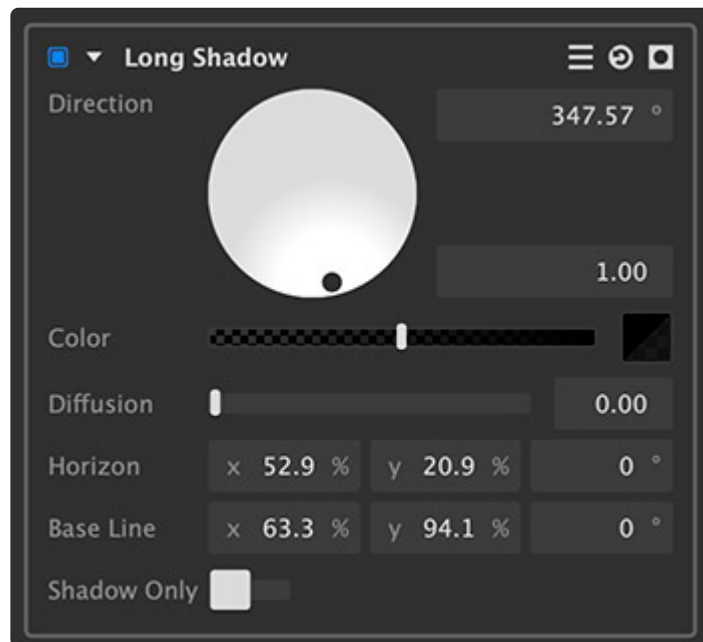 Long Shadow
Direction 347.57 °
1.00
Color
Diffusion 0.00
Horizon x 52.9 % y 20.9 % 0 °
Base Line x 63.3 % y 94.1 % 0 °
Shadow Only